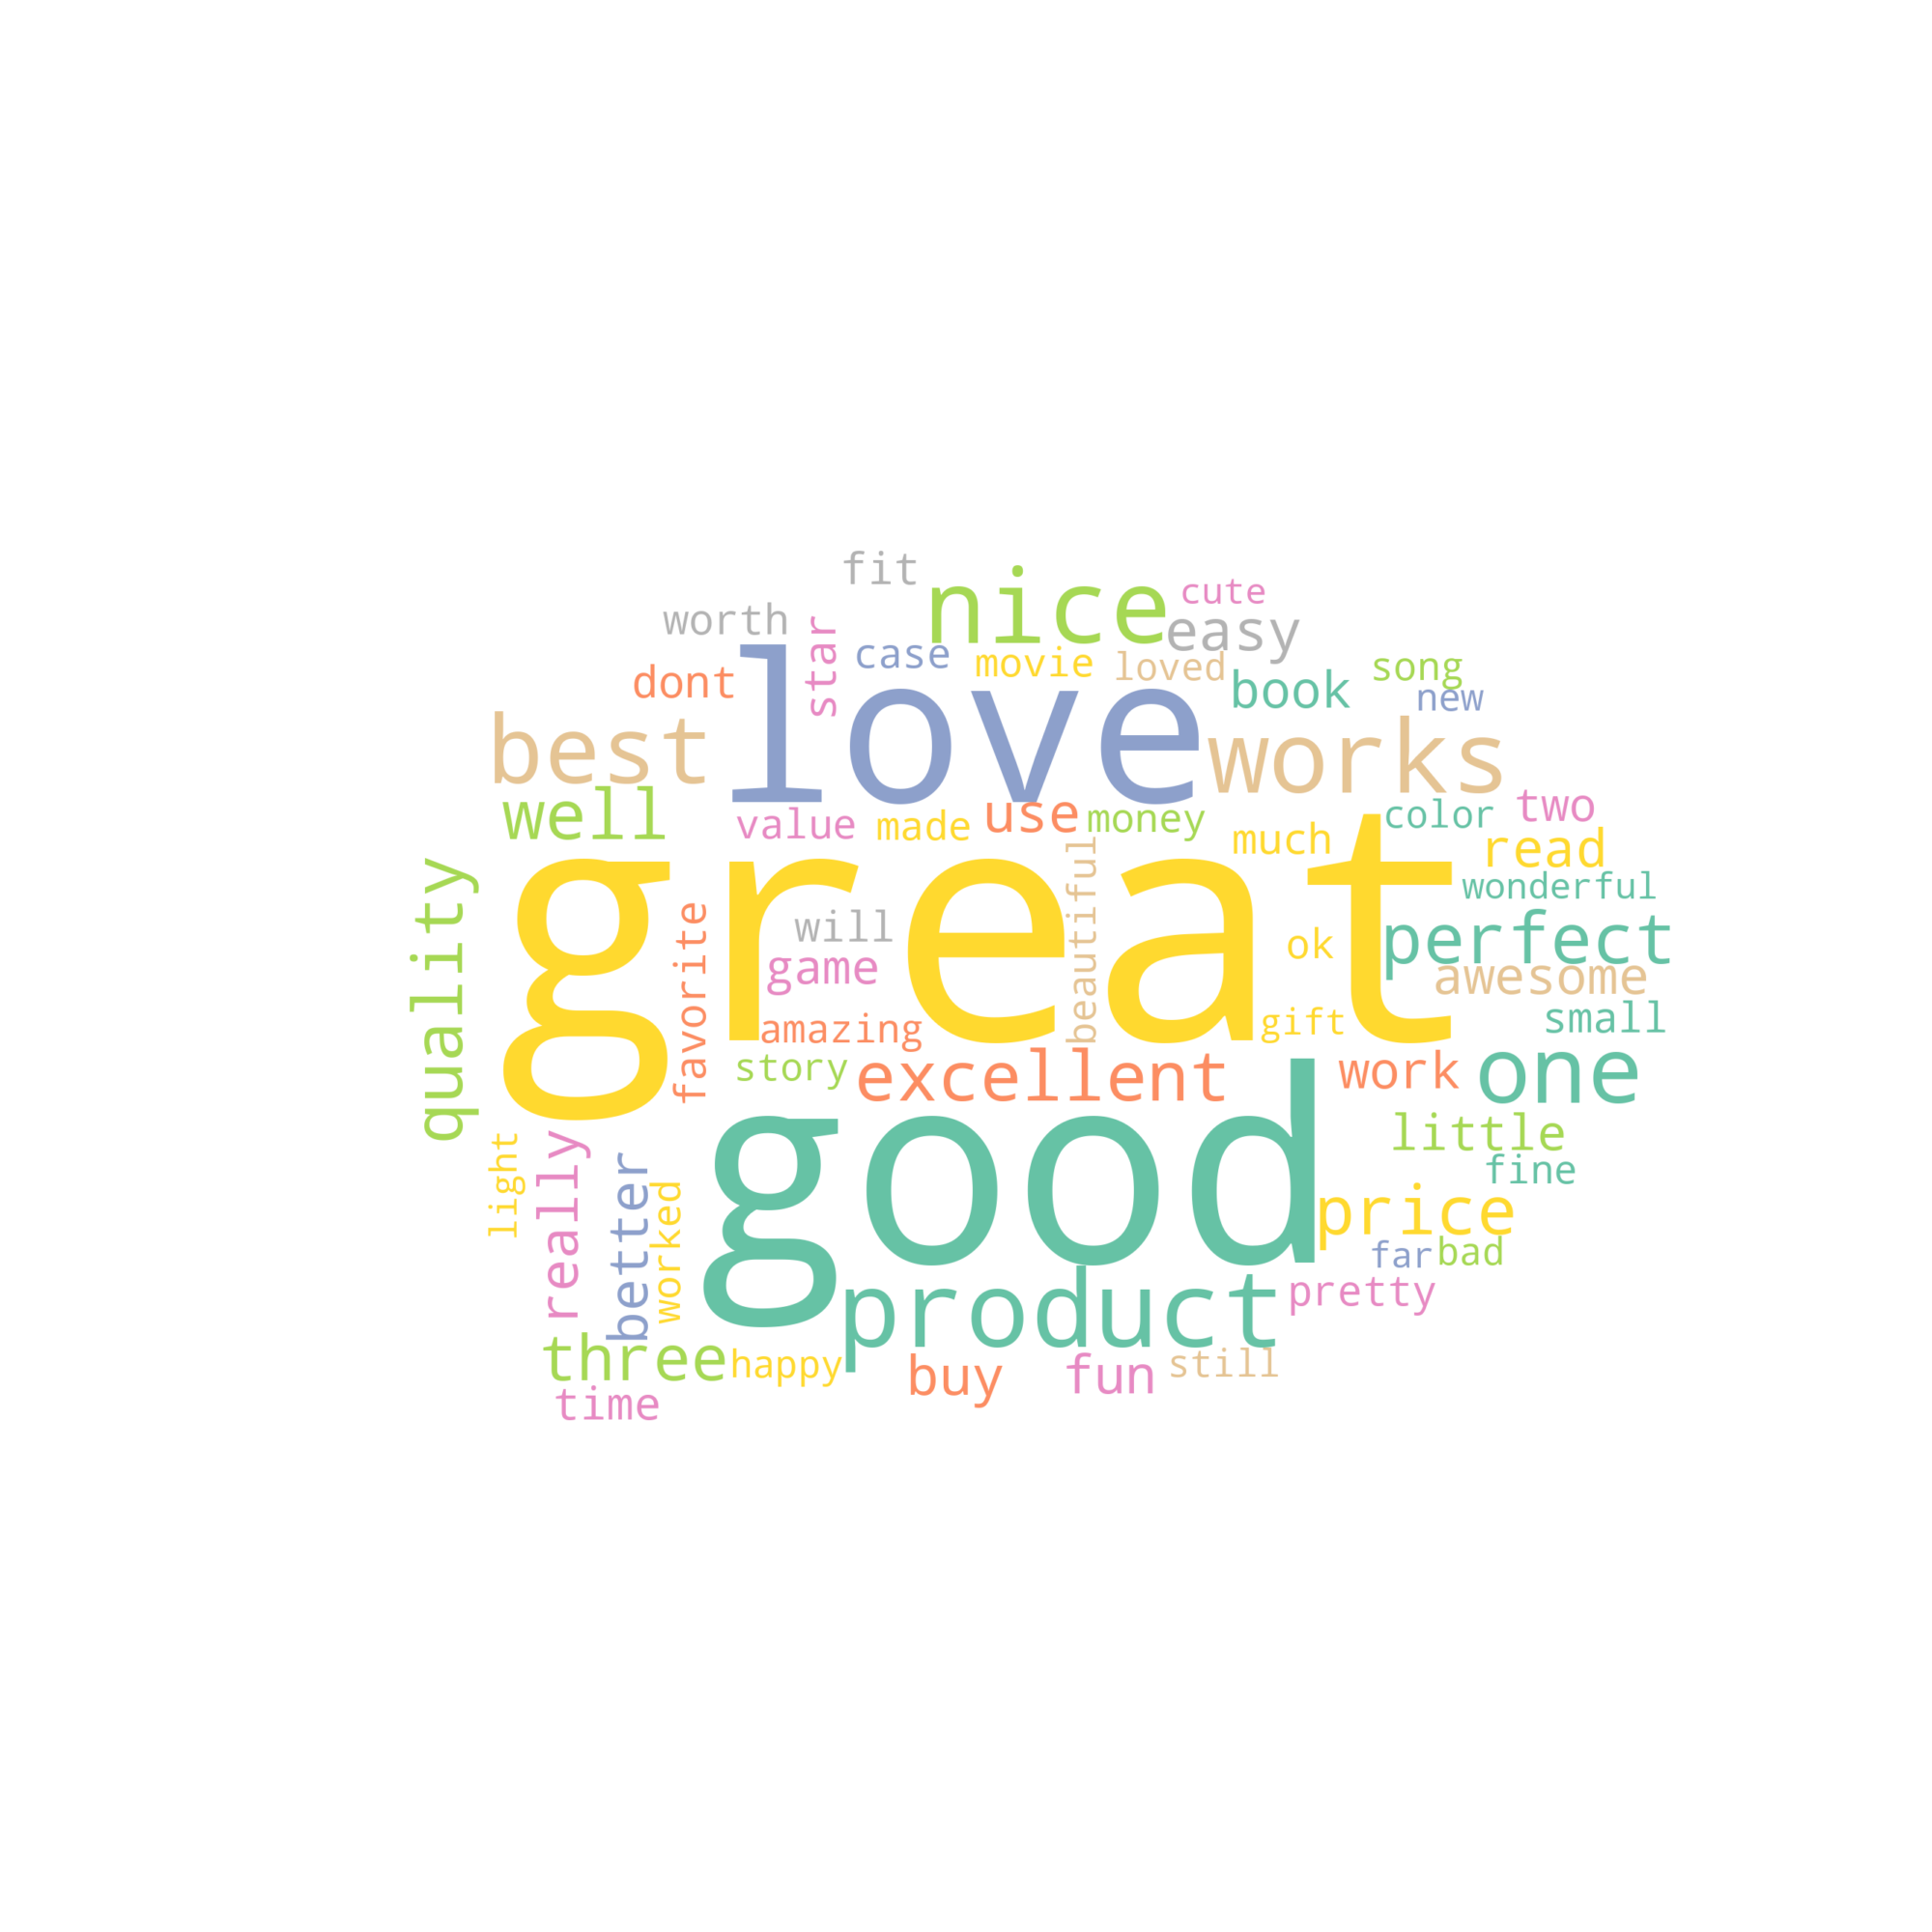 fit
nice
cute
worth
star
easy
case
movie
loved
song
dont
love
book
new
best
works
well
value
made
use
money
much
color
two
read
quality
great
beautiful
wonderful
favorite
will
ok
perfect
game
awesome
amazing
gift
small
story
excellent
work
one
light
really
better
worked
good
little
fine
price
far
bad
product
pretty
three
happy
buy
fun
still
time